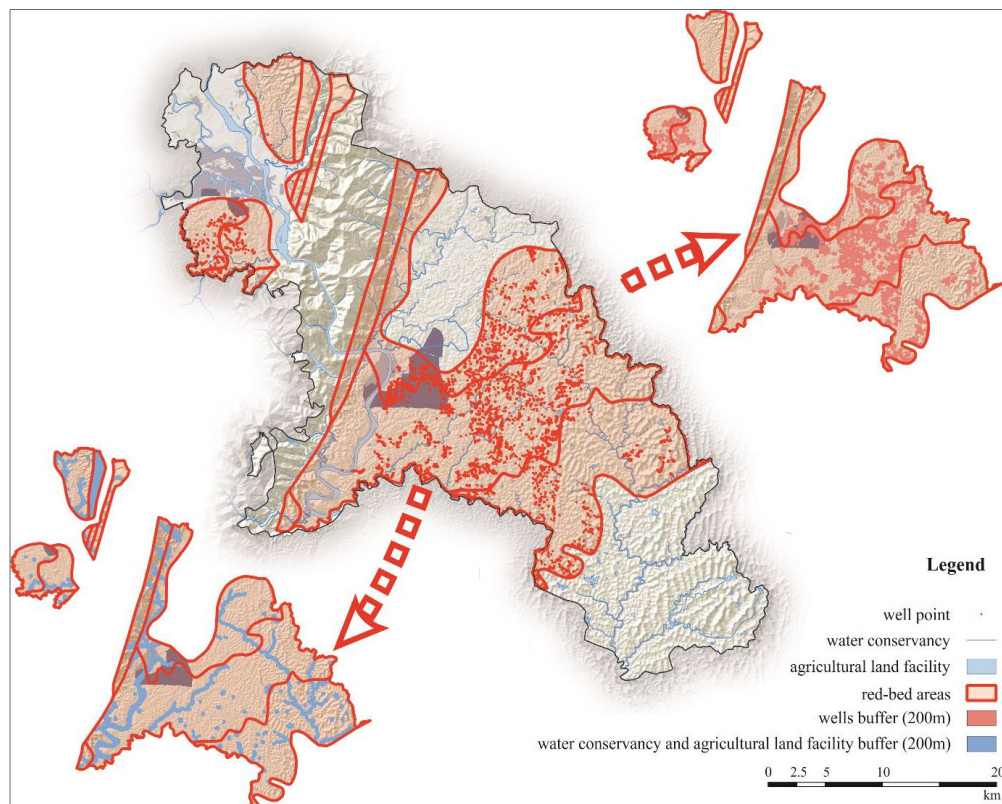 Legend
well point
water conservancy
agricultural land facility
red-bed areas
wells buffer (200m)
water conservancy and agricultural land facility buffer (200m)
0 2.5 5 10 20
km